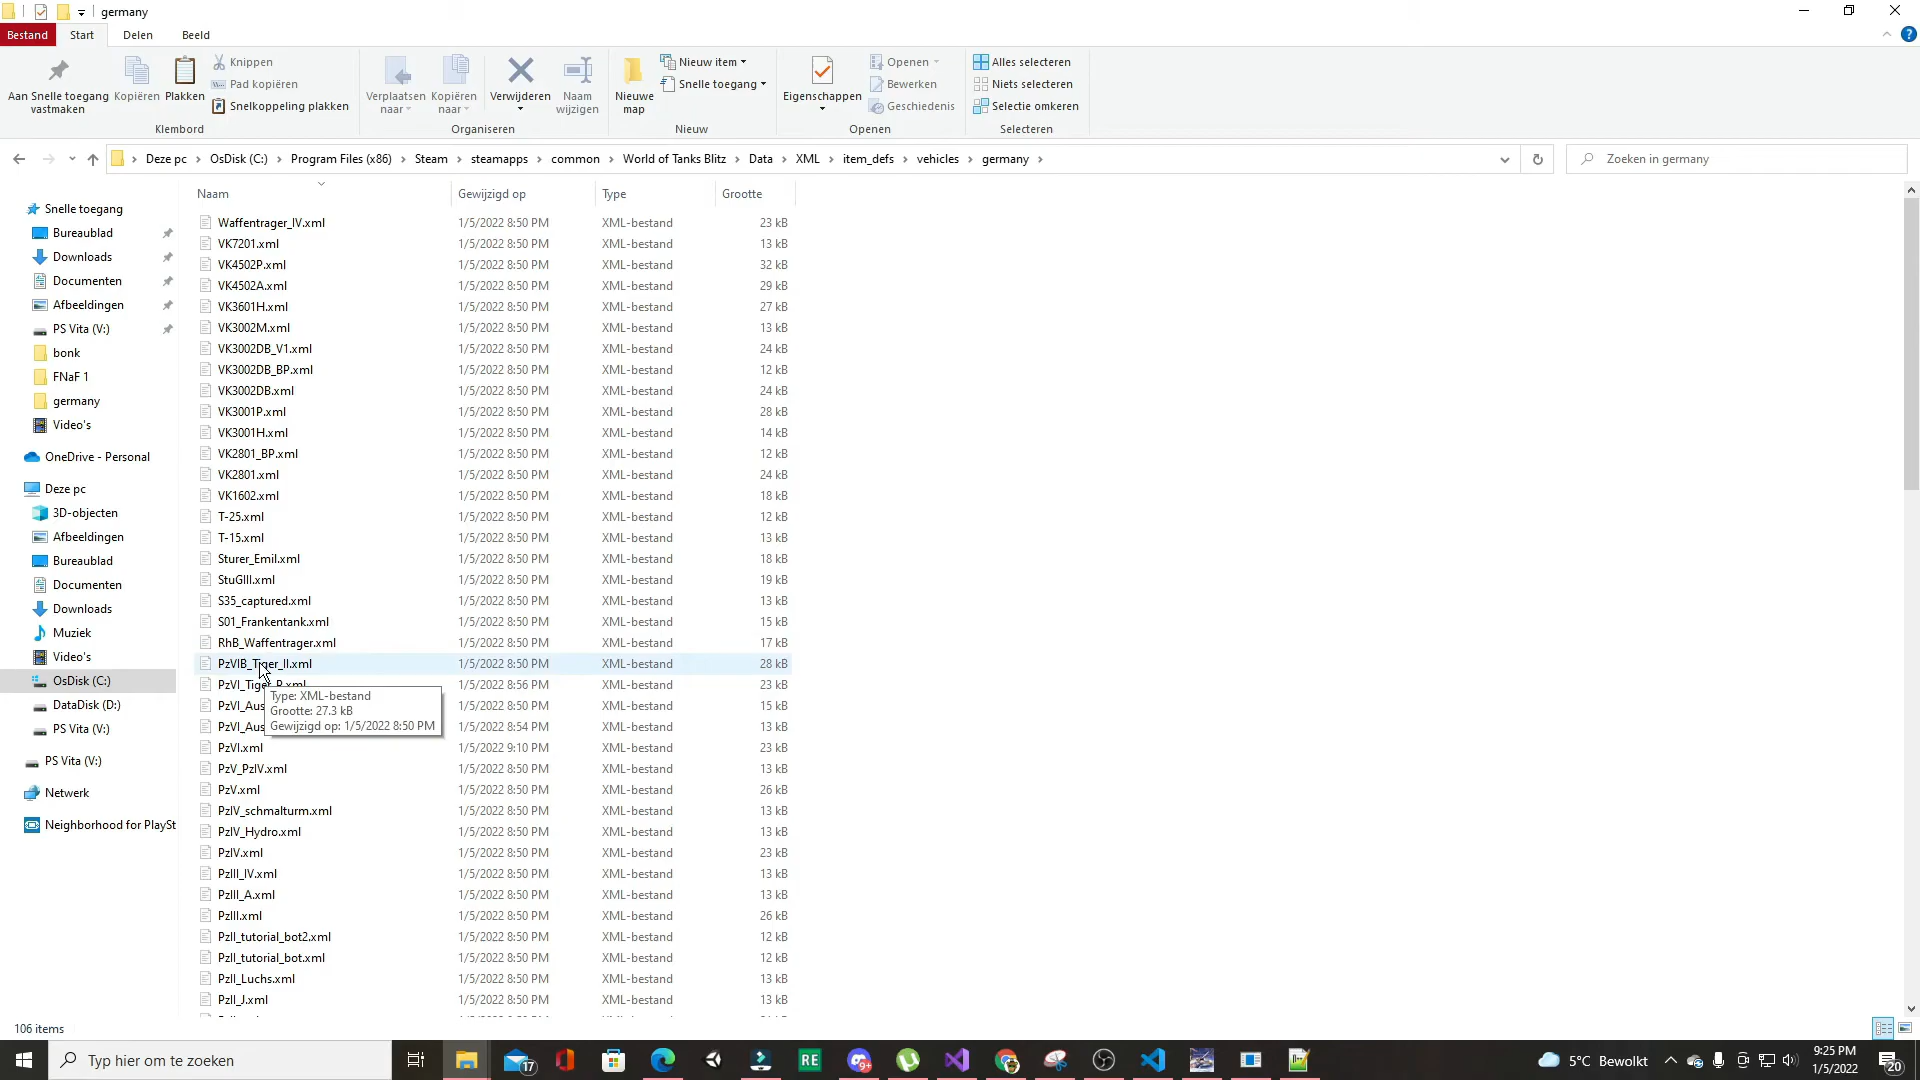 germany
Bestand Start Delen Beeld
Aan Snelle toegang vastmaken
Kopiëren
Plakken
Knippen
Pad kopiëren
Snelkoppeling plakken
Klembord
Verplaatsen naar
Kopiëren naar
Verwijderen
Naam wijzigen
Organiseren
Nieuwe map
Nieuw item
Snelle toegang
Nieuw
Eigenschappen
Openen
Bewerken
Geschiedenis
Openen
Alles selecteren
Niets selecteren
Selectie omkeren
Selecteren
Deze pc > OsDisk (C:) > Program Files (x86) > Steam > steamapps > common > World of Tanks Blitz > Data > XML > item_defs > vehicles > germany >
Zoeken in germany
Snelle toegang
Bureaublad
Downloads
Documenten
Afbeeldingen
PS Vita (V:)
bonk
FNaF 1
germany
Video's
OneDrive - Personal
Deze pc
3D-objecten
Afbeeldingen
Bureaublad
Documenten
Downloads
Muziek
Video's
OsDisk (C:)
DataDisk (D:)
PS Vita (V:)
PS Vita (V:)
Netwerk
Neighborhood for PlaySt
Naam Gewijzigd op Type Grootte
Waffentrager_IV.xml 1/5/2022 8:50 PM XML-bestand 23 kB
VK7201.xml 1/5/2022 8:50 PM XML-bestand 13 kB
VK4502P.xml 1/5/2022 8:50 PM XML-bestand 32 kB
VK4502A.xml 1/5/2022 8:50 PM XML-bestand 29 kB
VK3601H.xml 1/5/2022 8:50 PM XML-bestand 27 kB
VK3002M.xml 1/5/2022 8:50 PM XML-bestand 13 kB
VK3002DB_V1.xml 1/5/2022 8:50 PM XML-bestand 24 kB
VK3002DB_BP.xml 1/5/2022 8:50 PM XML-bestand 12 kB
VK3002DB.xml 1/5/2022 8:50 PM XML-bestand 24 kB
VK3001P.xml 1/5/2022 8:50 PM XML-bestand 28 kB
VK3001H.xml 1/5/2022 8:50 PM XML-bestand 14 kB
VK2801_BP.xml 1/5/2022 8:50 PM XML-bestand 12 kB
VK2801.xml 1/5/2022 8:50 PM XML-bestand 24 kB
VK1602.xml 1/5/2022 8:50 PM XML-bestand 18 kB
T-25.xml 1/5/2022 8:50 PM XML-bestand 12 kB
T-15.xml 1/5/2022 8:50 PM XML-bestand 13 kB
Sturer_Emil.xml 1/5/2022 8:50 PM XML-bestand 18 kB
StuGIII.xml 1/5/2022 8:50 PM XML-bestand 19 kB
S35_captured.xml 1/5/2022 8:50 PM XML-bestand 13 kB
S01_Frankentank.xml 1/5/2022 8:50 PM XML-bestand 15 kB
RhB_Waffentrager.xml 1/5/2022 8:50 PM XML-bestand 17 kB
PzVIB_Tiger_II.xml 1/5/2022 8:50 PM XML-bestand 28 kB
PzVI_Tiger_P.xml 1/5/2022 8:56 PM XML-bestand 23 kB
PzVI_Aus 1/5/2022 8:50 PM XML-bestand 15 kB
PzVI_Aus 1/5/2022 8:54 PM XML-bestand 13 kB
Type: XML-bestand
Grootte: 27.3 kB
Gewijzigd op: 1/5/2022 8:50 PM
PzVI.xml 1/5/2022 9:10 PM XML-bestand 23 kB
PzV_PzIV.xml 1/5/2022 8:50 PM XML-bestand 13 kB
PzV.xml 1/5/2022 8:50 PM XML-bestand 26 kB
PzIV_schmalturm.xml 1/5/2022 8:50 PM XML-bestand 13 kB
PzIV_Hydro.xml 1/5/2022 8:50 PM XML-bestand 13 kB
PzIV.xml 1/5/2022 8:50 PM XML-bestand 23 kB
PzIII_IV.xml 1/5/2022 8:50 PM XML-bestand 13 kB
PzIII_A.xml 1/5/2022 8:50 PM XML-bestand 13 kB
PzIII.xml 1/5/2022 8:50 PM XML-bestand 26 kB
PzII_tutorial_bot2.xml 1/5/2022 8:50 PM XML-bestand 12 kB
PzII_tutorial_bot.xml 1/5/2022 8:50 PM XML-bestand 12 kB
PzII_Luchs.xml 1/5/2022 8:50 PM XML-bestand 13 kB
PzII_J.xml 1/5/2022 8:50 PM XML-bestand 13 kB
106 items
Typ hier om te zoeken
17
RE
9+
5°C Bewolkt
9:25 PM
1/5/2022
20